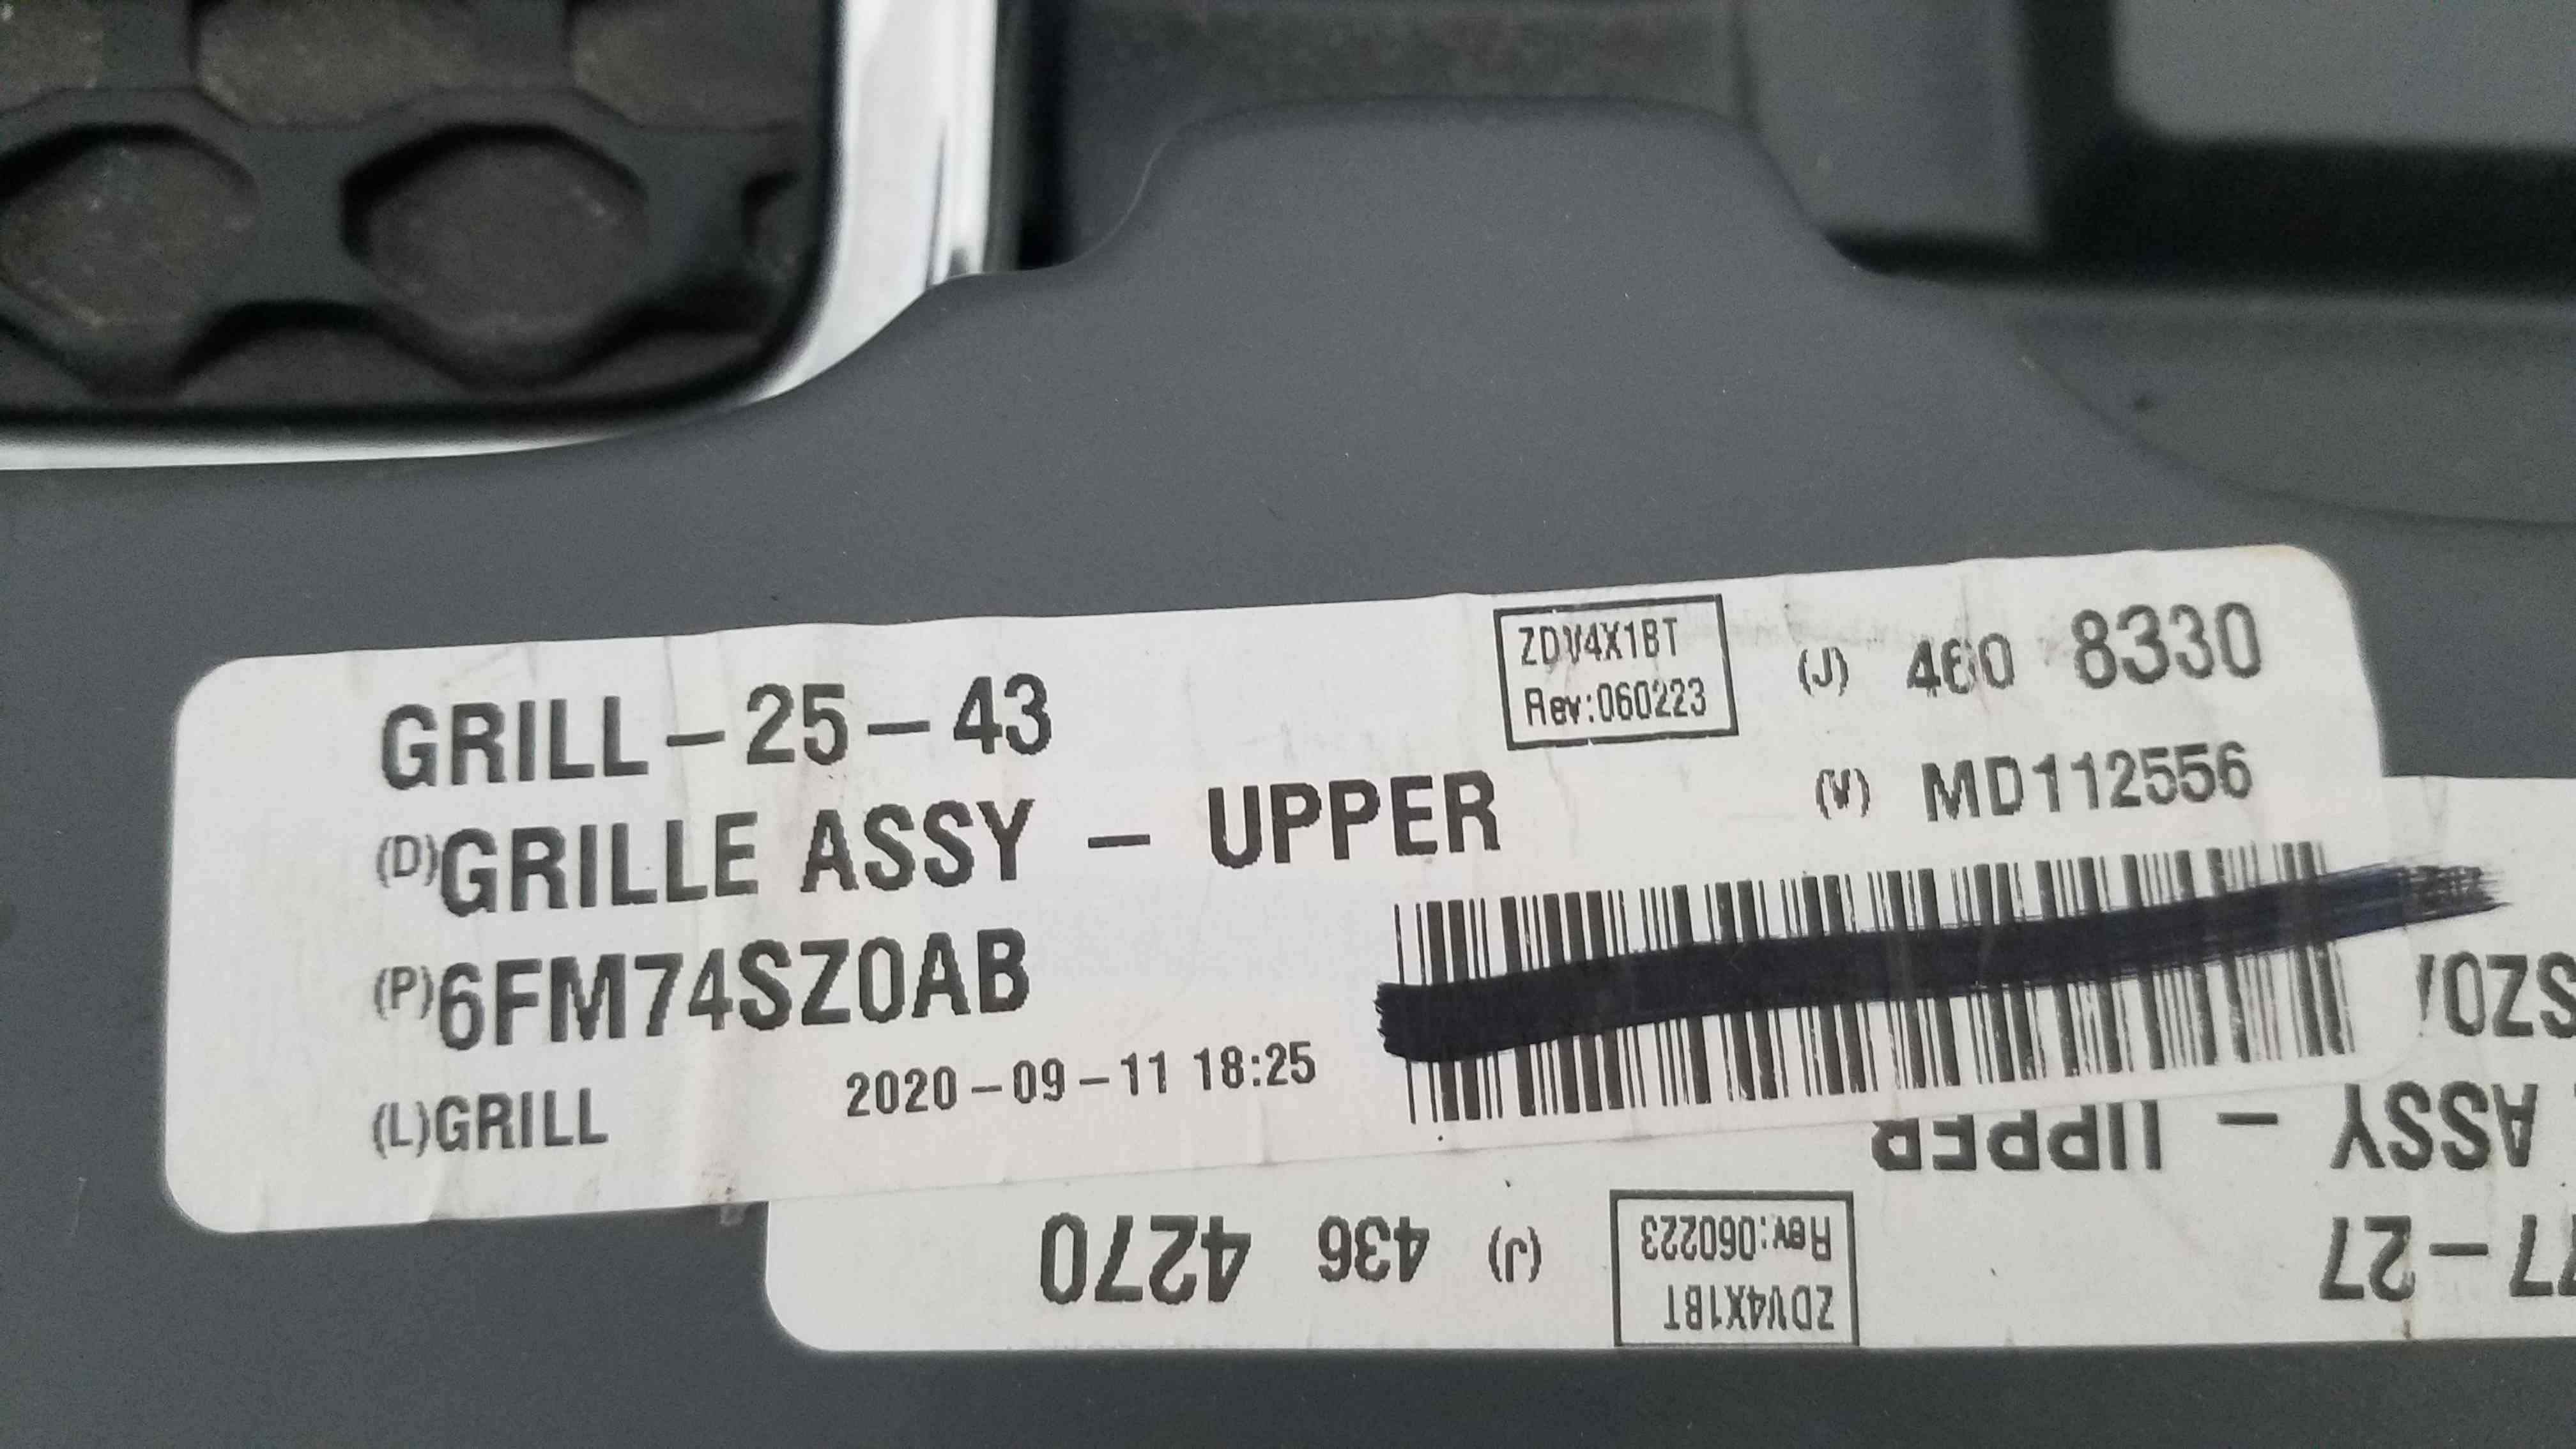 GRILL-25-43
(D)GRILLE ASSY - UPPER
(P)6FM74SZ0AB
(L)GRILL
2020-09-11 18:25
ZDV4X1BT
Rev:060223
(J) 460 8330
(V) MD112556
ASSY - UPPER
7-27
ZDV4X1BT
Rev:060223
(J) 436 4270